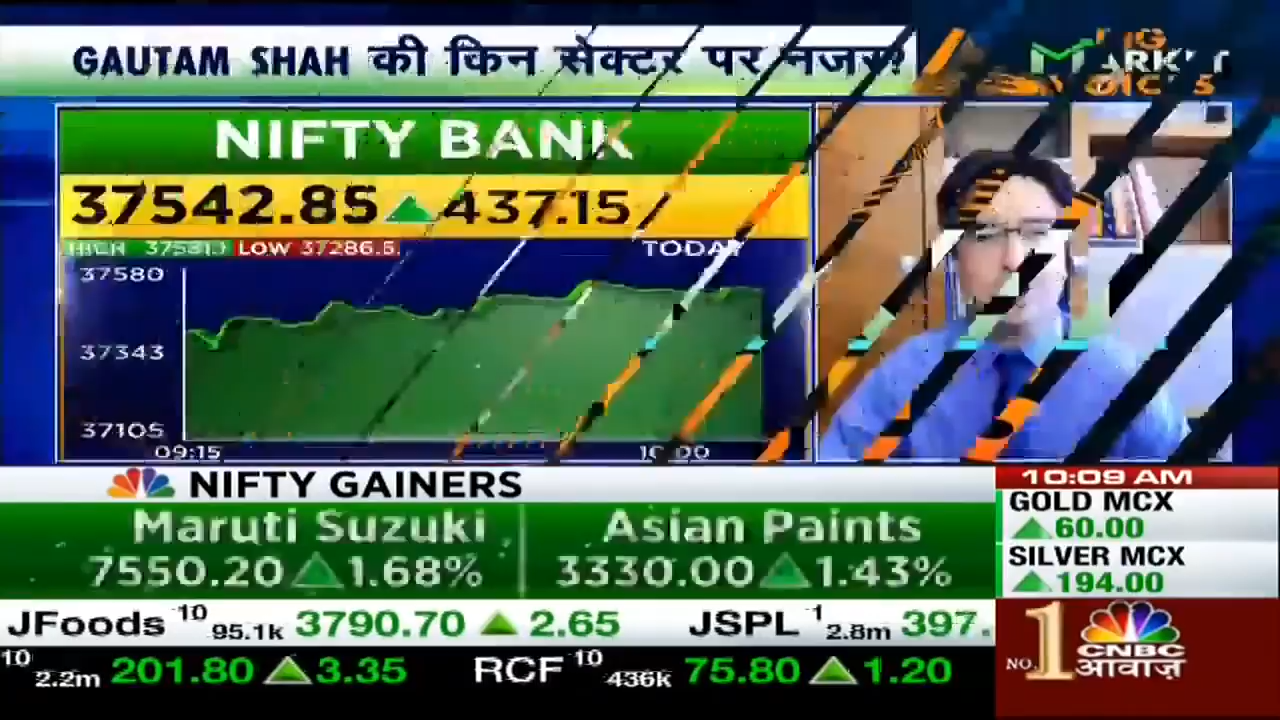 GAUTAM SHAH की किन सेक्टर पर नजर?
NIFTY BANK
37542.85 ▲ 437.15
LOW 37286.5.
TODAY
37580
37343
37105
09:15
NIFTY GAINERS
Maruti Suzuki
7550.20 ▲ 1.68%
Asian Paints
3330.00 ▲ 1.43%
10:09 AM
GOLD MCX
▲ 60.00
SILVER MCX
▲ 194.00
JFoods 10 95.1k 3790.70 ▲ 2.65 JSPL 1 2.8m 397.
10 2.2m 201.80 ▲ 3.35 RCF 10 436k 75.80 ▲ 1.20
NO. 1 CNBC
आवाज़